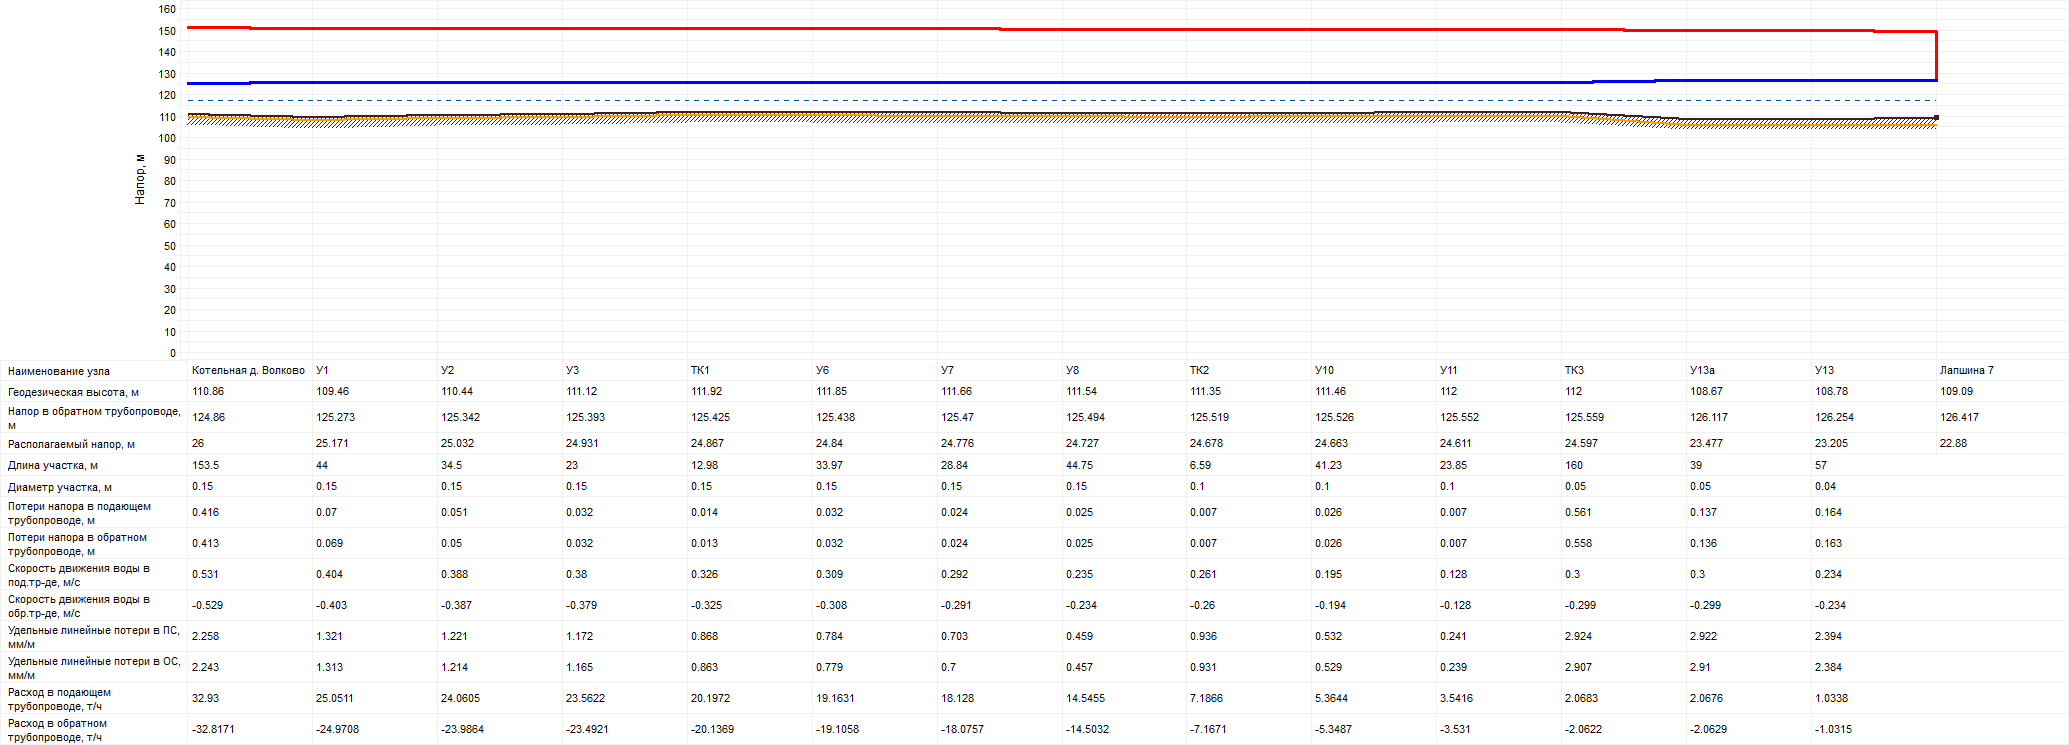 160
150
140
130
120
110
100
90
80
70
60
50
40
30
20
10
0
Напор, м
Наименование узла Котельная д. Волково У1 У2 У3 ТК1 У6 У7 У8 ТК2 У10 У11 ТК3 У13а У13 Лапшина 7
Геодезическая высота, м 110.86 109.46 110.44 111.12 111.92 111.85 111.66 111.54 111.35 111.46 112 112 108.67 108.78 109.09
Напор в обратном трубопроводе,
м 124.86 125.273 125.342 125.393 125.425 125.438 125.47 125.494 125.519 125.526 125.552 125.559 126.117 126.254 126.417
Располагаемый напор, м 26 25.171 25.032 24.931 24.867 24.84 24.776 24.727 24.678 24.663 24.611 24.597 23.477 23.205 22.88
Длина участка, м 153.5 44 34.5 23 12.98 33.97 28.84 44.75 6.59 41.23 23.85 160 39 57
Диаметр участка, м 0.15 0.15 0.15 0.15 0.15 0.15 0.15 0.15 0.1 0.1 0.1 0.05 0.05 0.04
Потери напора в подающем
трубопроводе, м 0.416 0.07 0.051 0.032 0.014 0.032 0.024 0.025 0.007 0.026 0.007 0.561 0.137 0.164
Потери напора в обратном
трубопроводе, м 0.413 0.069 0.05 0.032 0.013 0.032 0.024 0.025 0.007 0.026 0.007 0.558 0.136 0.163
Скорость движения воды в
под.тр-де, м/с 0.531 0.404 0.388 0.38 0.326 0.309 0.292 0.235 0.261 0.195 0.128 0.3 0.3 0.234
Скорость движения воды в
обр.тр-де, м/с -0.529 -0.403 -0.387 -0.379 -0.325 -0.308 -0.291 -0.234 -0.26 -0.194 -0.128 -0.299 -0.299 -0.234
Удельные линейные потери в ПС,
мм/м 2.258 1.321 1.221 1.172 0.868 0.784 0.703 0.459 0.936 0.532 0.241 2.924 2.922 2.394
Удельные линейные потери в ОС,
мм/м 2.243 1.313 1.214 1.165 0.863 0.779 0.7 0.457 0.931 0.529 0.239 2.907 2.91 2.384
Расход в подающем
трубопроводе, т/ч 32.93 25.0511 24.0605 23.5622 20.1972 19.1631 18.128 14.5455 7.1866 5.3644 3.5416 2.0683 2.0676 1.0338
Расход в обратном
трубопроводе, т/ч -32.8171 -24.9708 -23.9864 -23.4921 -20.1369 -19.1058 -18.0757 -14.5032 -7.1671 -5.3487 -3.531 -2.0622 -2.0629 -1.0315